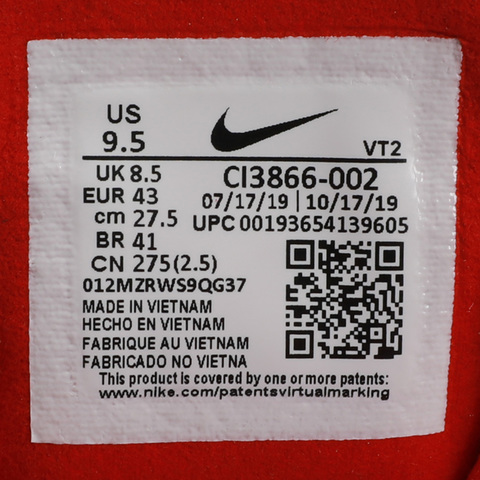 US
9.5
VT2
UK 8.5
CI3866-002
EUR 43
07/17/19 | 10/17/19
cm 27.5
UPC 00193654139605
BR 41
CN 275(2.5)
012MZRWS9QG37
MADE IN VIETNAM
HECHO EN VIETNAM
FABRIQUE AU VIETNAM
FABRICADO NO VIETNA
This product is covered by one or more patents:
www.nike.com/patentsvirtualmarking